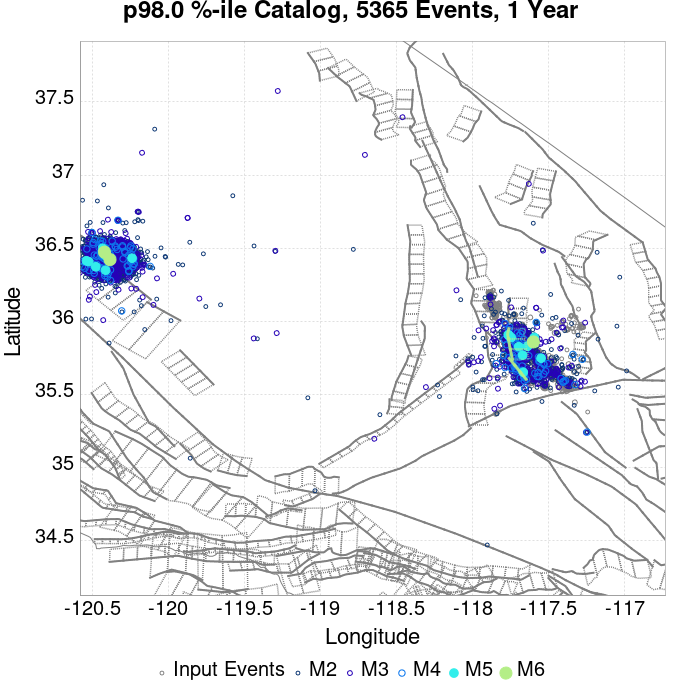 p98.0 %-ile Catalog, 5365 Events, 1 Year
37.5
37
36.5
36
35.5
35
34.5
Latitude
-120.5 -120 -119.5 -119 -118.5 -118 -117.5 -117
Longitude
Input Events M2 M3 M4 M5 M6